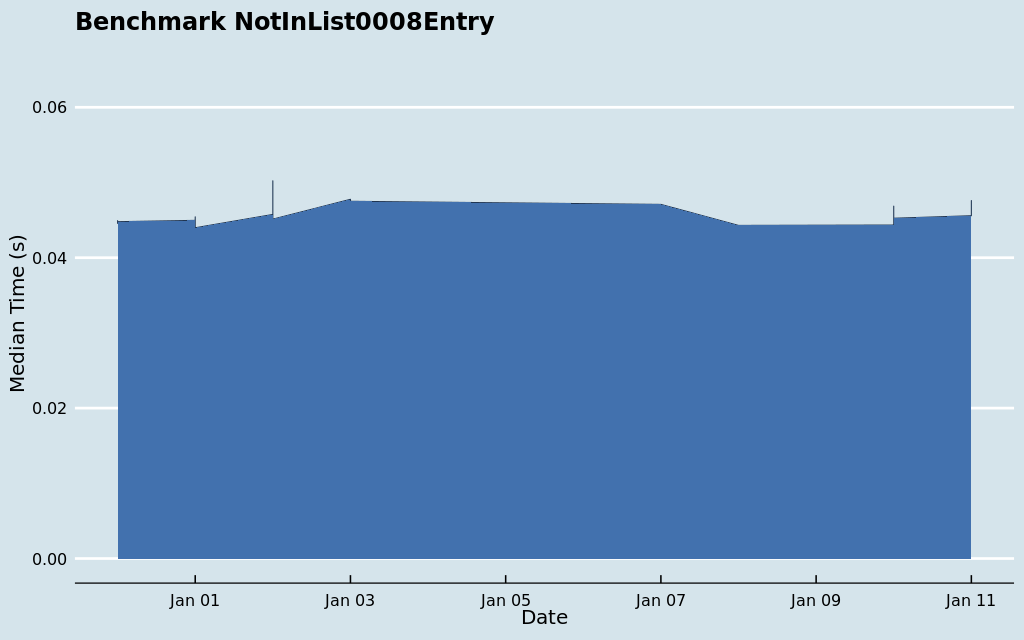 Benchmark NotInList0008Entry
0.06
0.04
0.02
0.00
Median Time (s)
Jan 01
Jan 03
Jan 05
Jan 07
Jan 09
Jan 11
Date